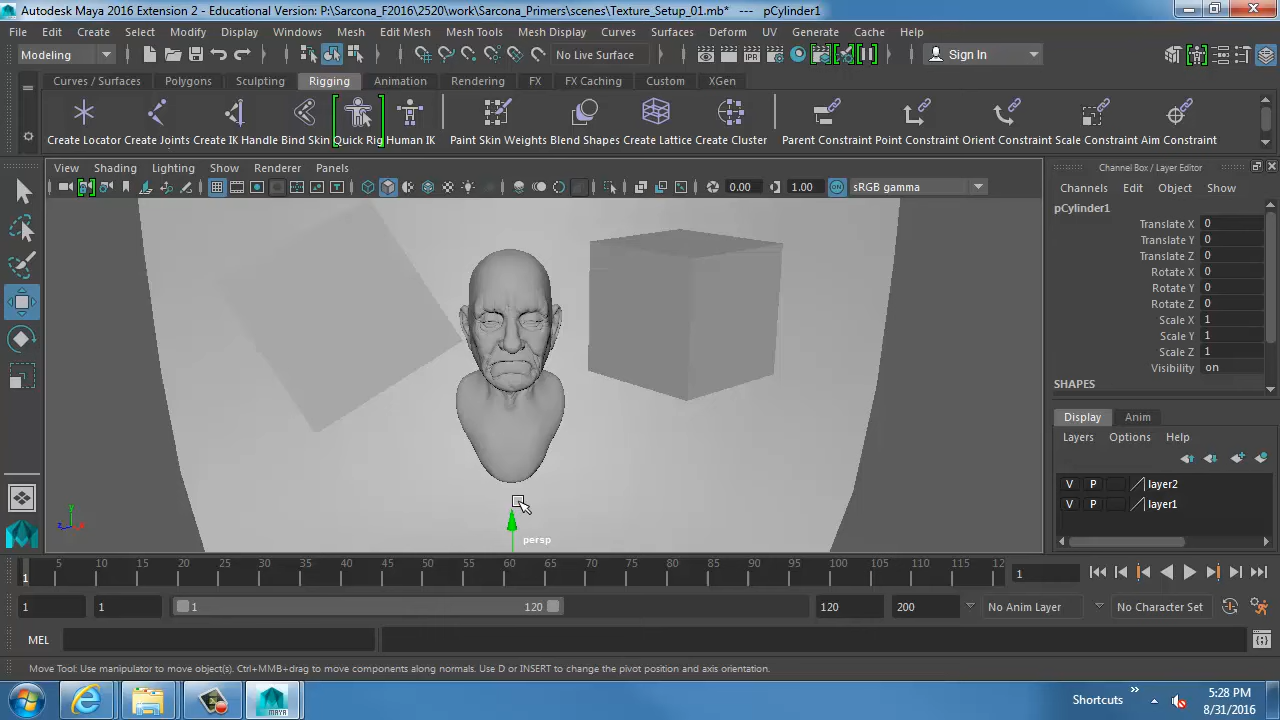 Autodesk Maya 2016 Extension 2 - Educational Version: P:\Sarcona_F2016\2520\work\Sarcona_Primers\scenes\Texture_Setup_01.mb* --- pCylinder1
File Edit Create Select Modify Display Windows Mesh Edit Mesh Mesh Tools Mesh Display Curves Surfaces Deform UV Generate Cache Help
Modeling No Live Surface IPR Sign In
Curves / Surfaces Polygons Sculpting Rigging Animation Rendering FX FX Caching Custom XGen
Create Locator Create Joints Create IK Handle Bind Skin Quick Rig Human IK Paint Skin Weights Blend Shapes Create Lattice Create Cluster Parent Constraint Point Constraint Orient Constraint Scale Constraint Aim Constraint
View Shading Lighting Show Renderer Panels
0.00 1.00 ON sRGB gamma
Channel Box / Layer Editor
Channels Edit Object Show
pCylinder1
Translate X 0
Translate Y 0
Translate Z 0
Rotate X 0
Rotate Y 0
Rotate Z 0
Scale X 1
Scale Y 1
Scale Z 1
Visibility on
SHAPES
Display Anim
Layers Options Help
V P layer2
V P layer1
y
z x
persp
5 10 15 20 25 30 35 40 45 50 55 60 65 70 75 80 85 90 95 100 105 110 115 12
1 1
1 1 1 120 120 200 No Anim Layer No Character Set
MEL
Move Tool: Use manipulator to move object(s). Ctrl+MMB+drag to move components along normals. Use D or INSERT to change the pivot position and axis orientation.
MAYA Shortcuts » 5:28 PM
8/31/2016